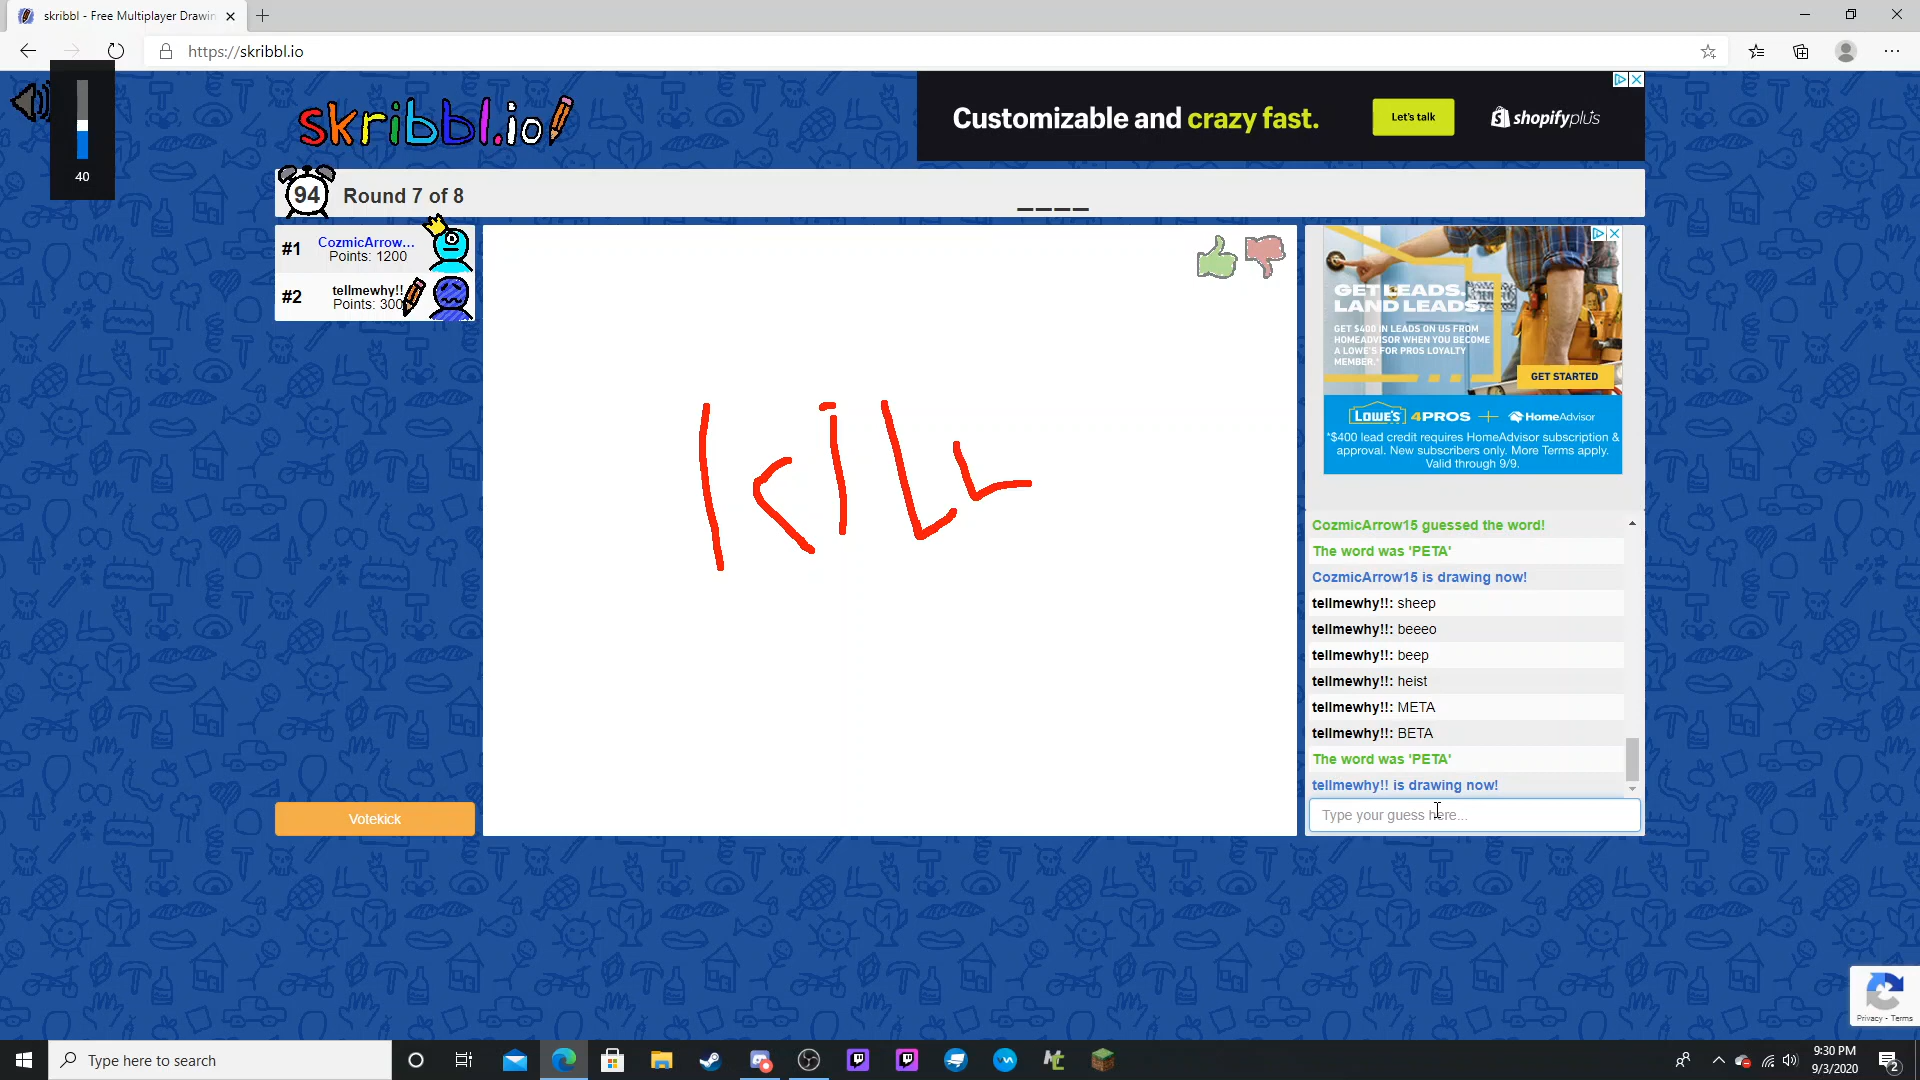 skribbl - Free Multiplayer Drawin
https://skribbl.io
40
skribbl.io
Customizable and crazy fast.
Let's talk
shopifyplus
94
Round 7 of 8
_ _ _ _
#1
CozmicArrow...
Points: 1200
#2
tellmewhy!!
Points: 300
KiLL
GET LEADS.
LAND LEADS.
GET $400 IN LEADS ON US FROM
HOMEADVISOR WHEN YOU BECOME
A LOWE'S FOR PROS LOYALTY
MEMBER.*
GET STARTED
LOWE'S 4PROS + HomeAdvisor
*$400 lead credit requires HomeAdvisor subscription &
approval. New subscribers only. More Terms apply.
Valid through 9/9.
CozmicArrow15 guessed the word!
The word was 'PETA'
CozmicArrow15 is drawing now!
tellmewhy!!: sheep
tellmewhy!!: beeeo
tellmewhy!!: beep
tellmewhy!!: heist
tellmewhy!!: META
tellmewhy!!: BETA
The word was 'PETA'
tellmewhy!! is drawing now!
Type your guess here...
Votekick
Privacy - Terms
Type here to search
9:30 PM
9/3/2020
2